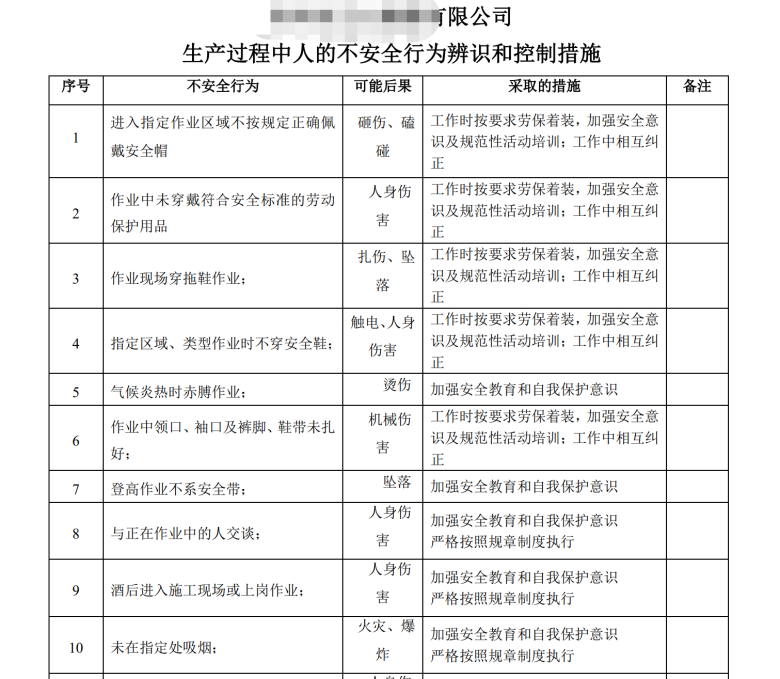 有限公司
生产过程中人的不安全行为辨识和控制措施
序号 不安全行为 可能后果 采取的措施 备注
1 进入指定作业区域不按规定正确佩
戴安全帽 砸伤、磕
碰 工作时按要求劳保着装，加强安全意
识及规范性活动培训；工作中相互纠
正
2 作业中未穿戴符合安全标准的劳动
保护用品 人身伤
害 工作时按要求劳保着装，加强安全意
识及规范性活动培训；工作中相互纠
正
3 作业现场穿拖鞋作业； 扎伤、坠
落 工作时按要求劳保着装，加强安全意
识及规范性活动培训；工作中相互纠
正
4 指定区域、类型作业时不穿安全鞋； 触电、人身
伤害 工作时按要求劳保着装，加强安全意
识及规范性活动培训；工作中相互纠
正
5 气候炎热时赤膊作业； 烫伤 加强安全教育和自我保护意识
6 作业中领口、袖口及裤脚、鞋带未扎
好； 机械伤
害 工作时按要求劳保着装，加强安全意
识及规范性活动培训；工作中相互纠
正
7 登高作业不系安全带； 坠落 加强安全教育和自我保护意识
8 与正在作业中的人交谈； 人身伤
害 加强安全教育和自我保护意识
严格按照规章制度执行
9 酒后进入施工现场或上岗作业； 人身伤
害 加强安全教育和自我保护意识
严格按照规章制度执行
10 未在指定处吸烟； 火灾、爆
炸 加强安全教育和自我保护意识
严格按照规章制度执行